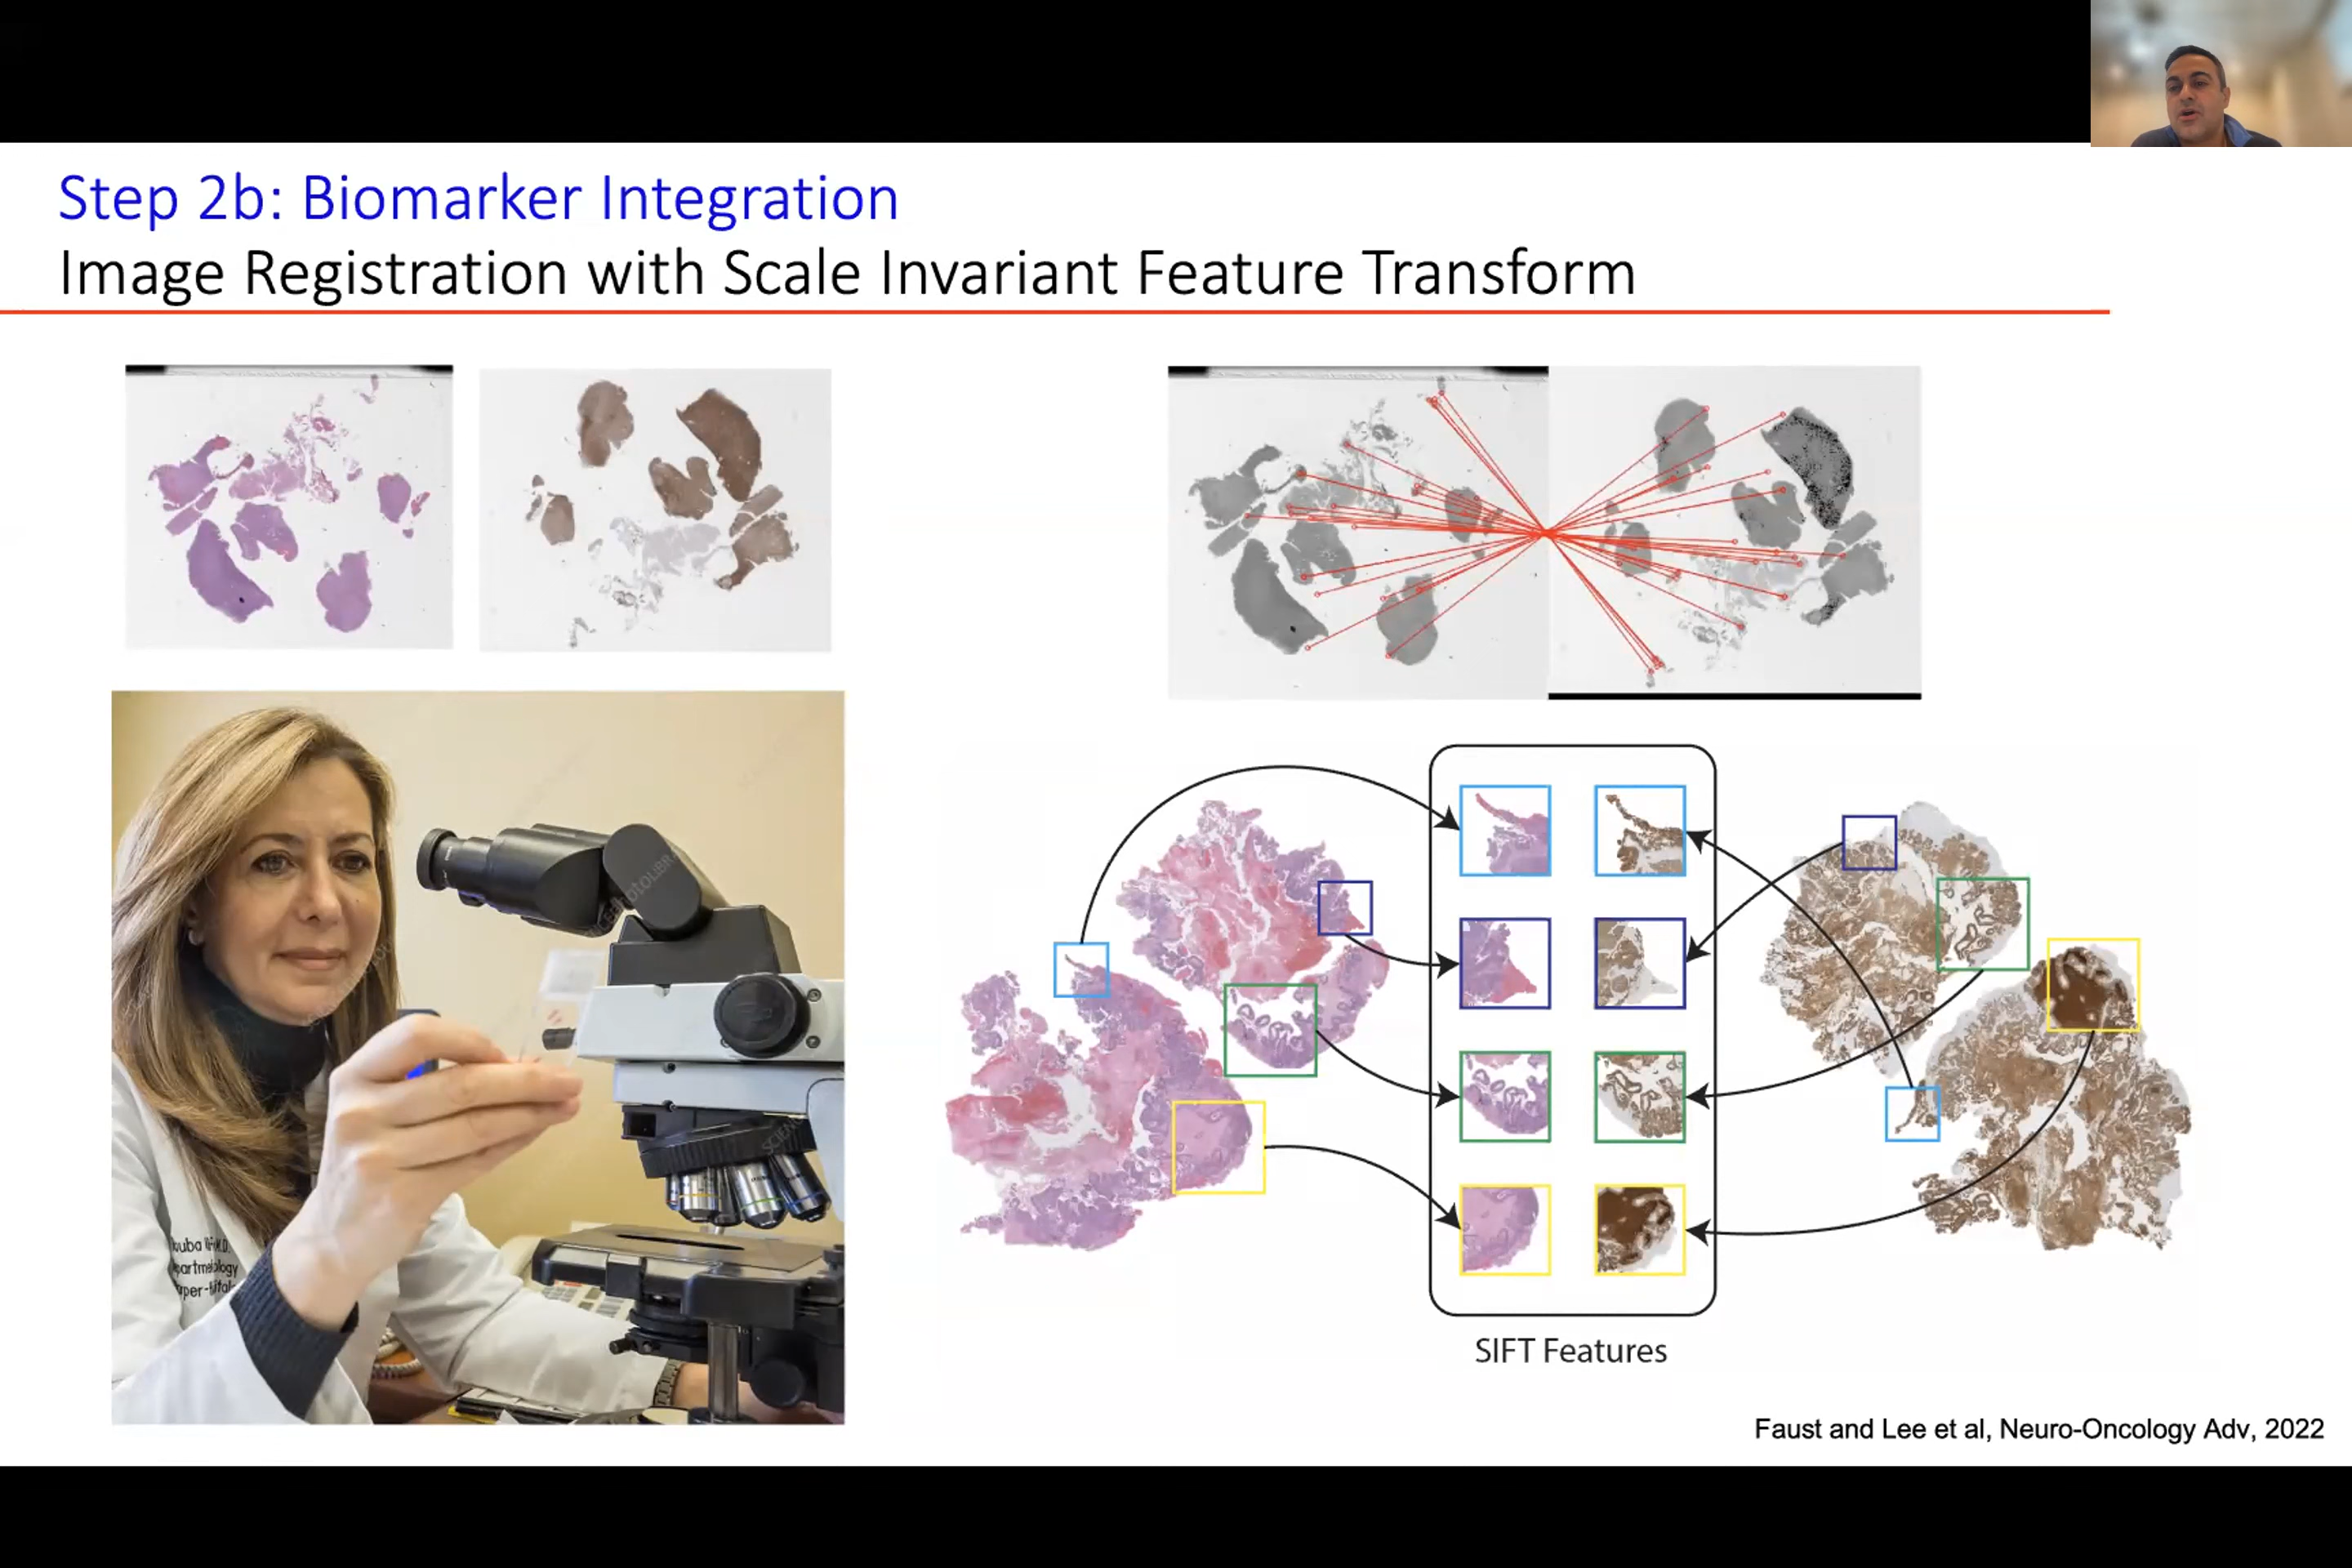 Step 2b: Biomarker Integration
Image Registration with Scale Invariant Feature Transform
SIFT Features
Faust and Lee et al, Neuro-Oncology Adv, 2022